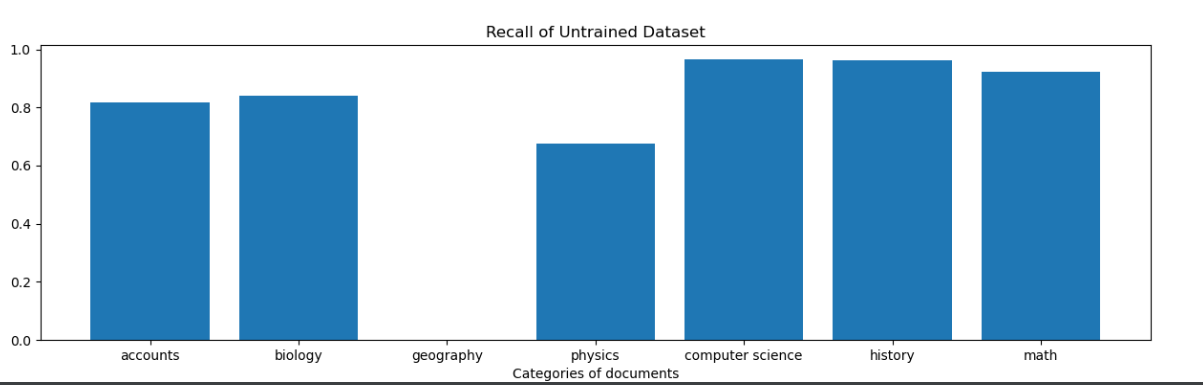 Recall of Untrained Dataset
1.0
0.8
0.6
0.4
0.2
0.0
accounts biology geography physics computer science history math
Categories of documents